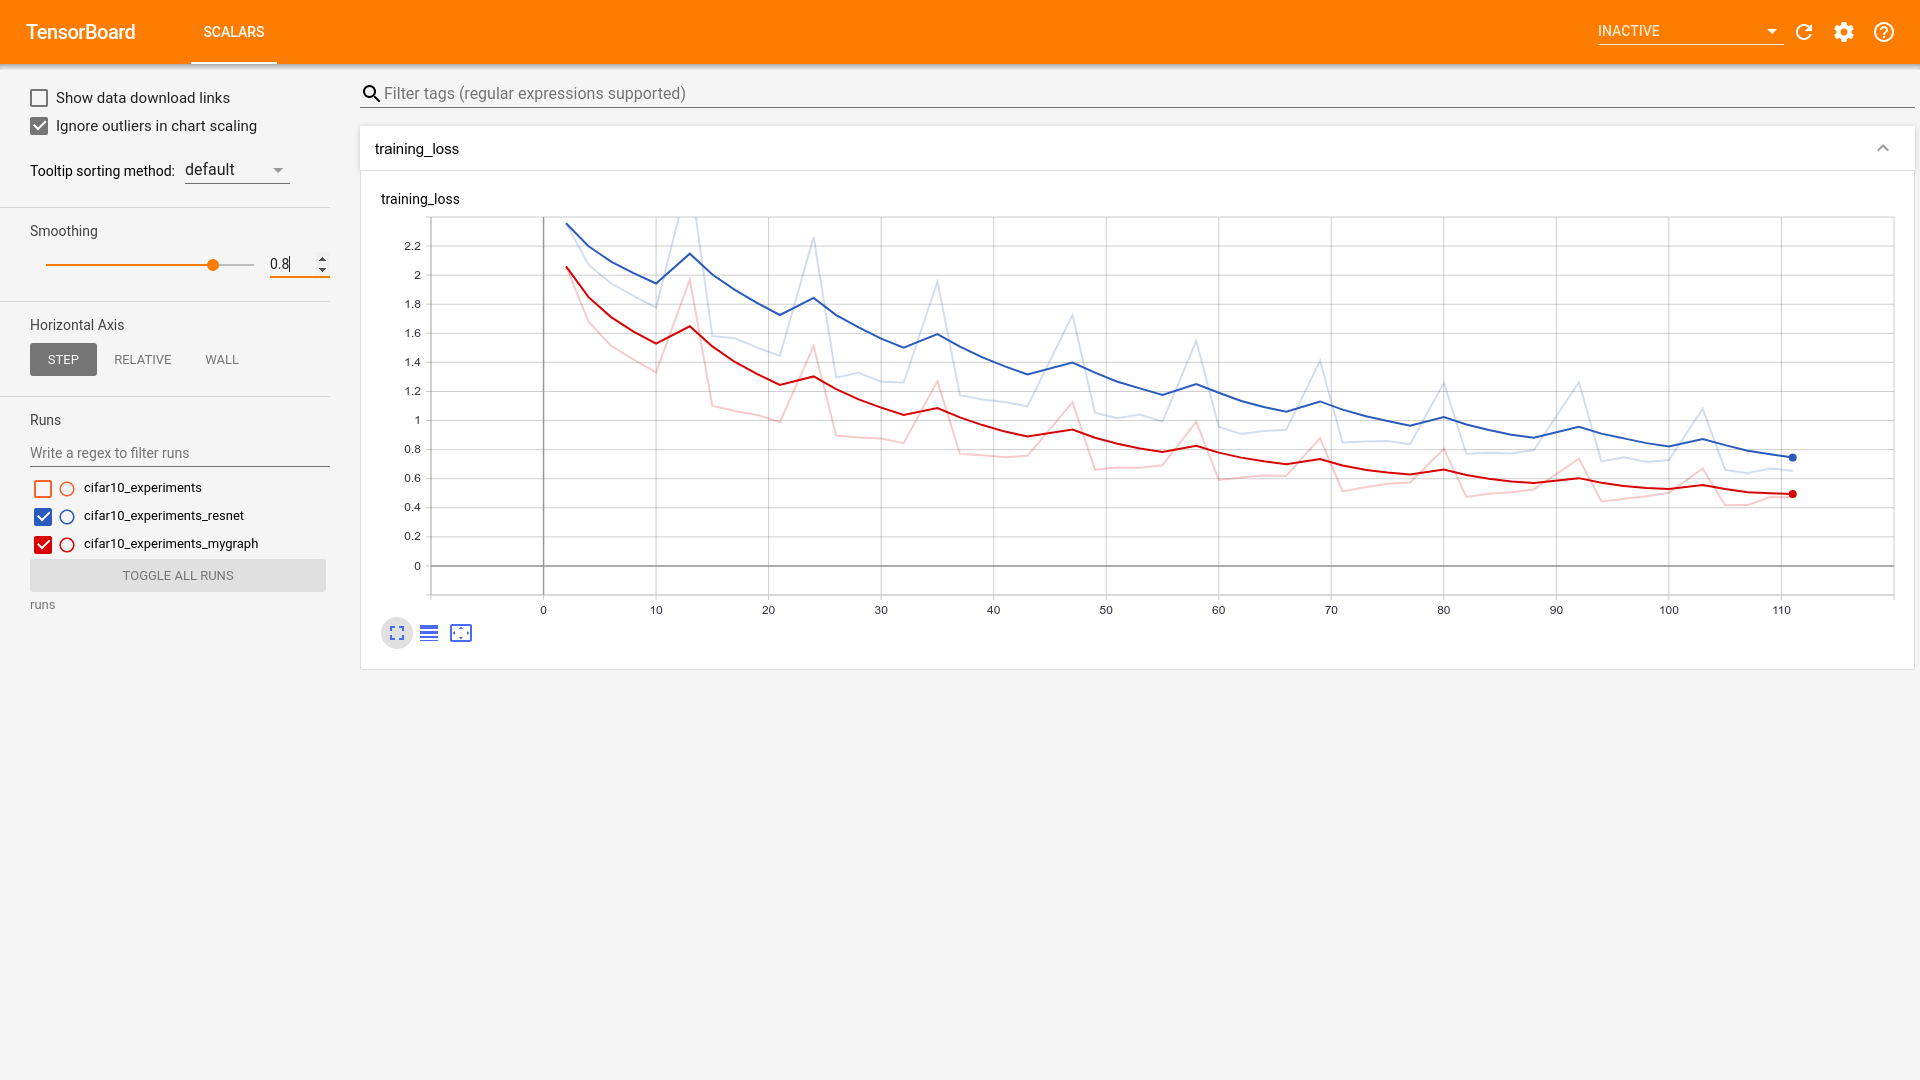 TensorBoard SCALARS INACTIVE
Show data download links
Ignore outliers in chart scaling
Tooltip sorting method: default
Smoothing
0.8
Horizontal Axis
STEP RELATIVE WALL
Runs
Write a regex to filter runs
cifar10_experiments
cifar10_experiments_resnet
cifar10_experiments_mygraph
TOGGLE ALL RUNS
runs
Filter tags (regular expressions supported)
training_loss
training_loss
2.2
2
1.8
1.6
1.4
1.2
1
0.8
0.6
0.4
0.2
0
0 10 20 30 40 50 60 70 80 90 100 110